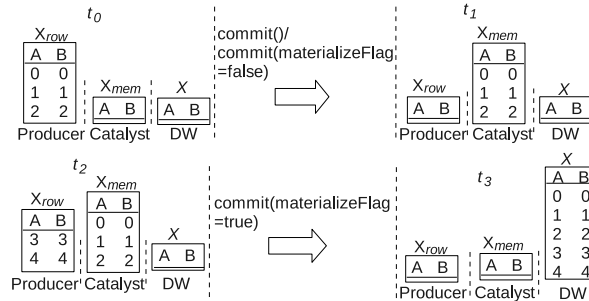 t0
t1
Xrow
A B
0 0
1 1
2 2
Producer
Xmem
A B
Catalyst
X
A B
DW
commit()/
commit(materializeFlag
=false)
Xrow
A B
Producer
Xmem
A B
0 0
1 1
2 2
Catalyst
X
A B
DW
t2
t3
Xrow
A B
3 3
4 4
Producer
Xmem
A B
0 0
1 1
2 2
Catalyst
X
A B
DW
commit(materializeFlag
=true)
Xrow
A B
Producer
Xmem
A B
Catalyst
X
A B
0 0
1 1
2 2
3 3
4 4
DW